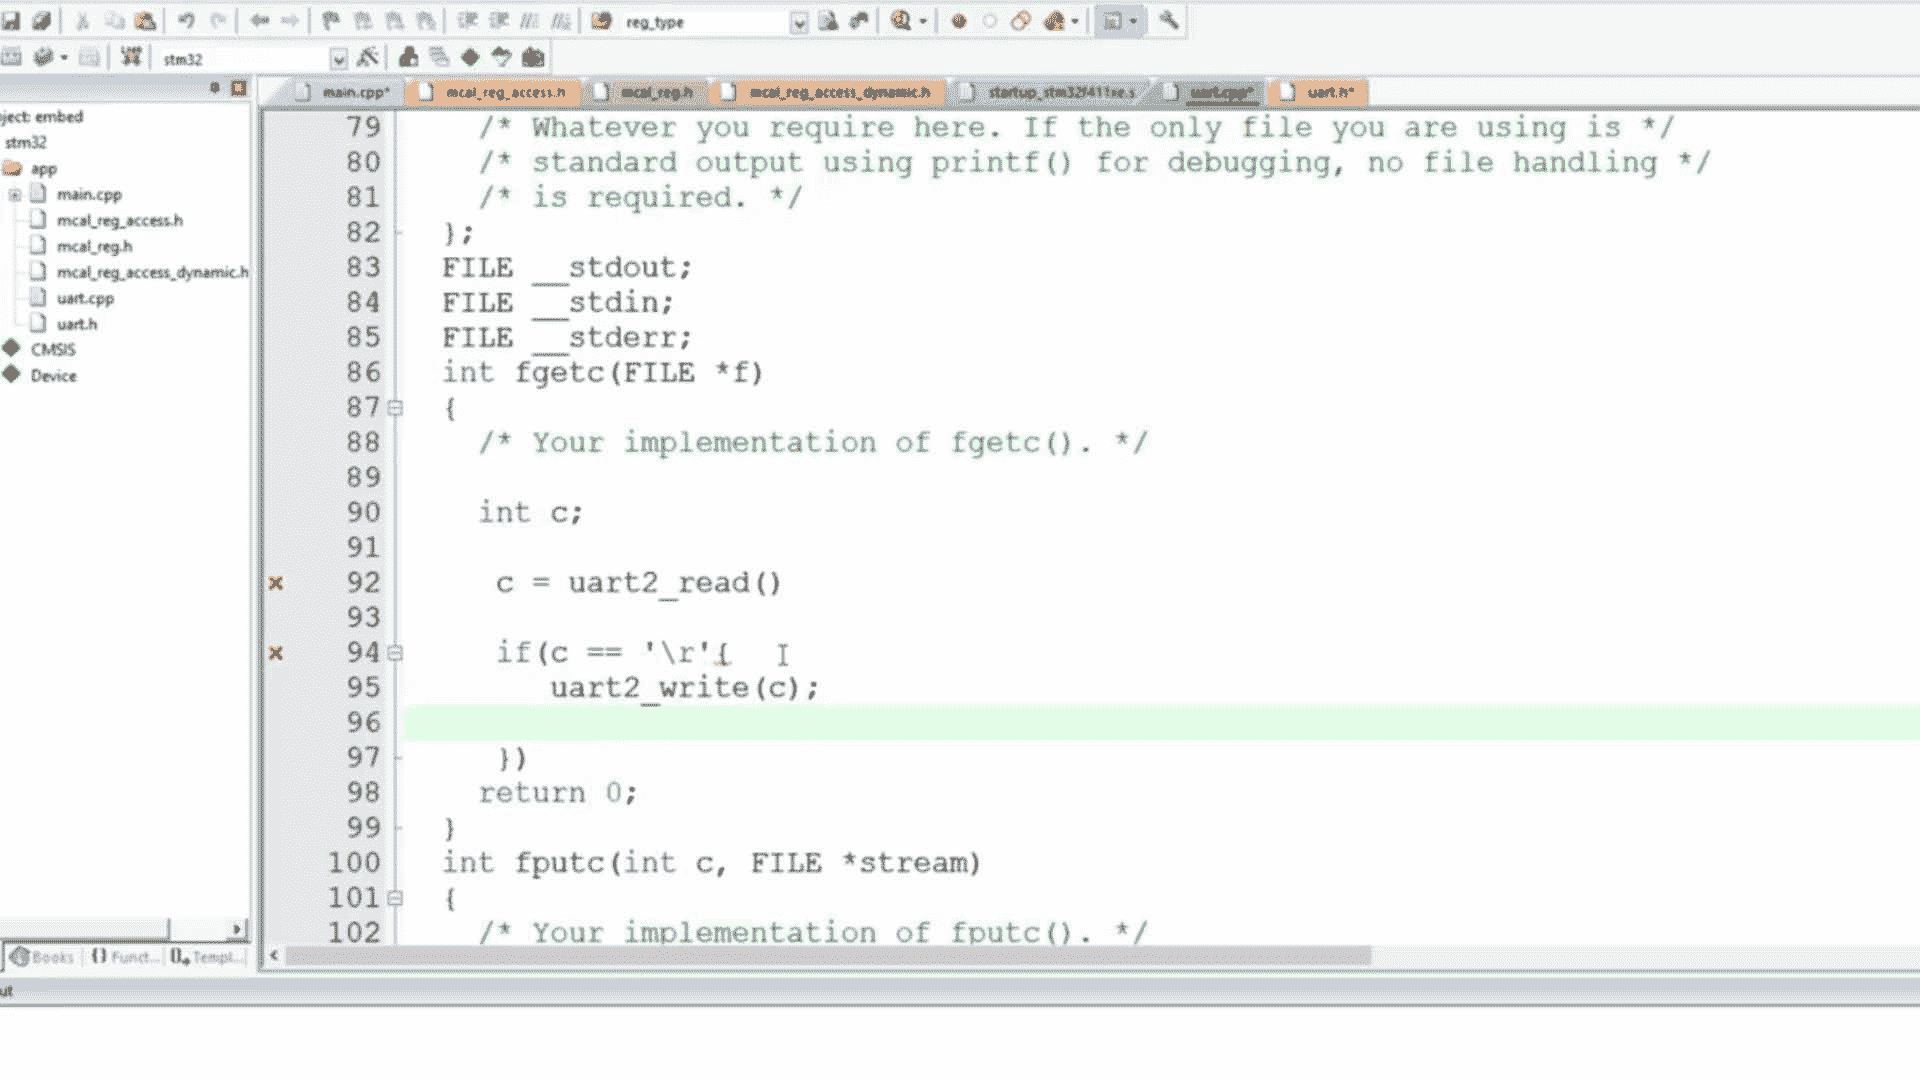 reg_type
stm32
main.cpp*
mcal_reg_access.h
mcal_reg.h
mcal_reg_access_dynamic.h
startup_stm32f411xe.s
uart.cpp*
uart.h*
ject: embed
stm32
app
main.cpp
mcal_reg_access.h
mcal_reg.h
mcal_reg_access_dynamic.h
uart.cpp
uart.h
CMSIS
Device
79 /* Whatever you require here. If the only file you are using is */
80 /* standard output using printf() for debugging, no file handling */
81 /* is required. */
82 };
83 FILE __stdout;
84 FILE __stdin;
85 FILE __stderr;
86 int fgetc(FILE *f)
87 {
88 /* Your implementation of fgetc(). */
89
90 int c;
91
92 c = uart2_read()
93
94 if(c == '\r'{
95 uart2_write(c);
96
97 })
98 return 0;
99 }
100 int fputc(int c, FILE *stream)
101 {
102 /* Your implementation of fputc(). */
Books
{} Funct...
0 Templ...
ut